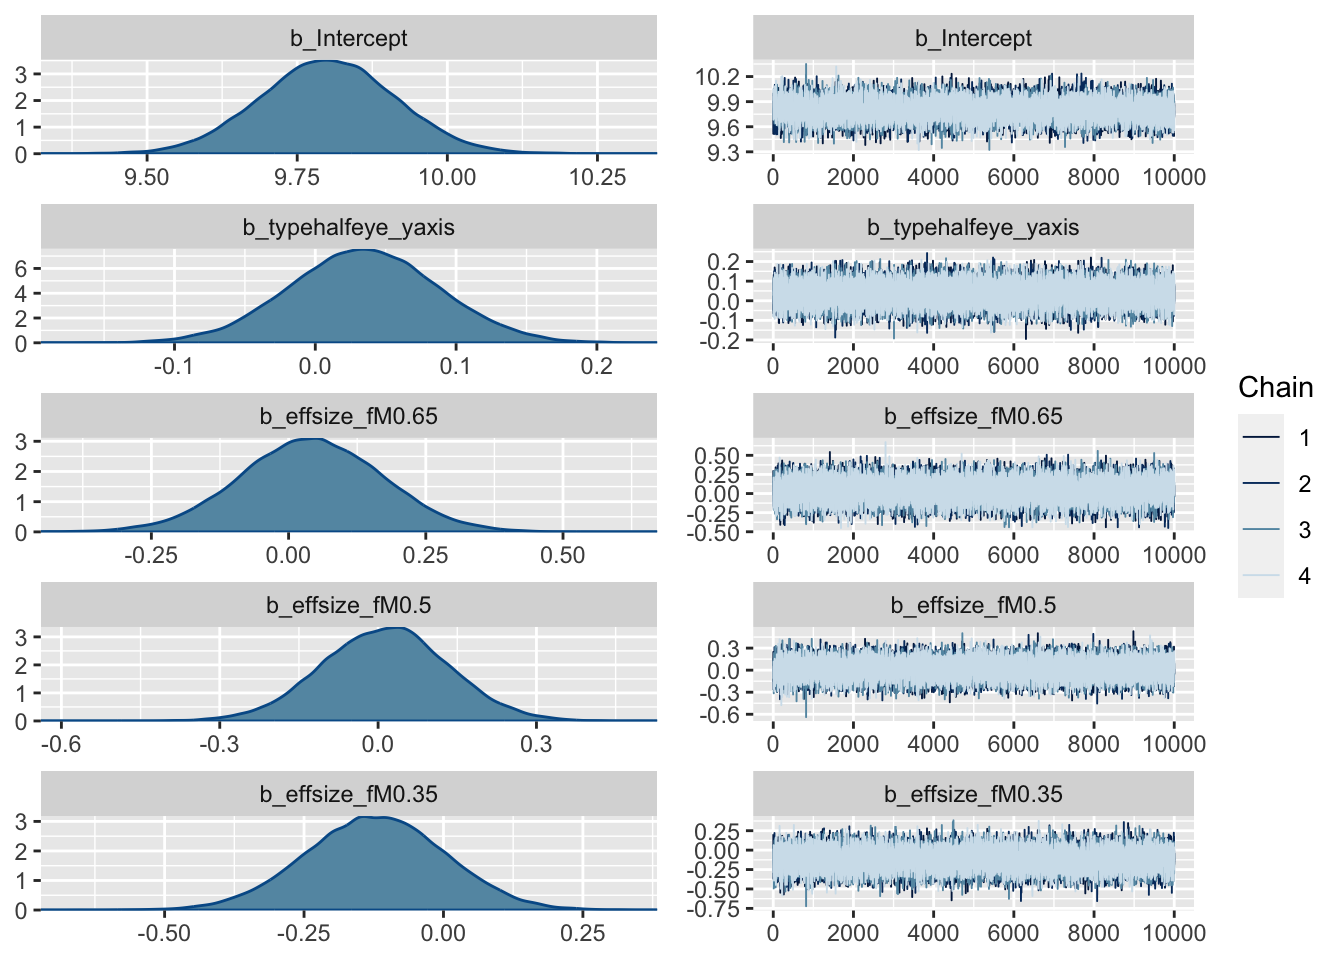 b_Intercept
3
2
1
0
9.50 9.75 10.00 10.25
b_Intercept
10.2
9.9
9.6
9.3
0 2000 4000 6000 8000 10000
b_typehalfeye_yaxis
6
4
2
0
-0.1 0.0 0.1 0.2
b_typehalfeye_yaxis
0.2
0.1
0.0
-0.1
-0.2
0 2000 4000 6000 8000 10000
b_effsize_fM0.65
3
2
1
0
-0.25 0.00 0.25 0.50
b_effsize_fM0.65
0.50
0.25
0.00
-0.25
-0.50
0 2000 4000 6000 8000 10000
b_effsize_fM0.5
3
2
1
0
-0.6 -0.3 0.0 0.3
b_effsize_fM0.5
0.3
0.0
-0.3
-0.6
0 2000 4000 6000 8000 10000
b_effsize_fM0.35
3
2
1
0
-0.50 -0.25 0.00 0.25
b_effsize_fM0.35
0.25
0.00
-0.25
-0.50
-0.75
0 2000 4000 6000 8000 10000
Chain
1
2
3
4